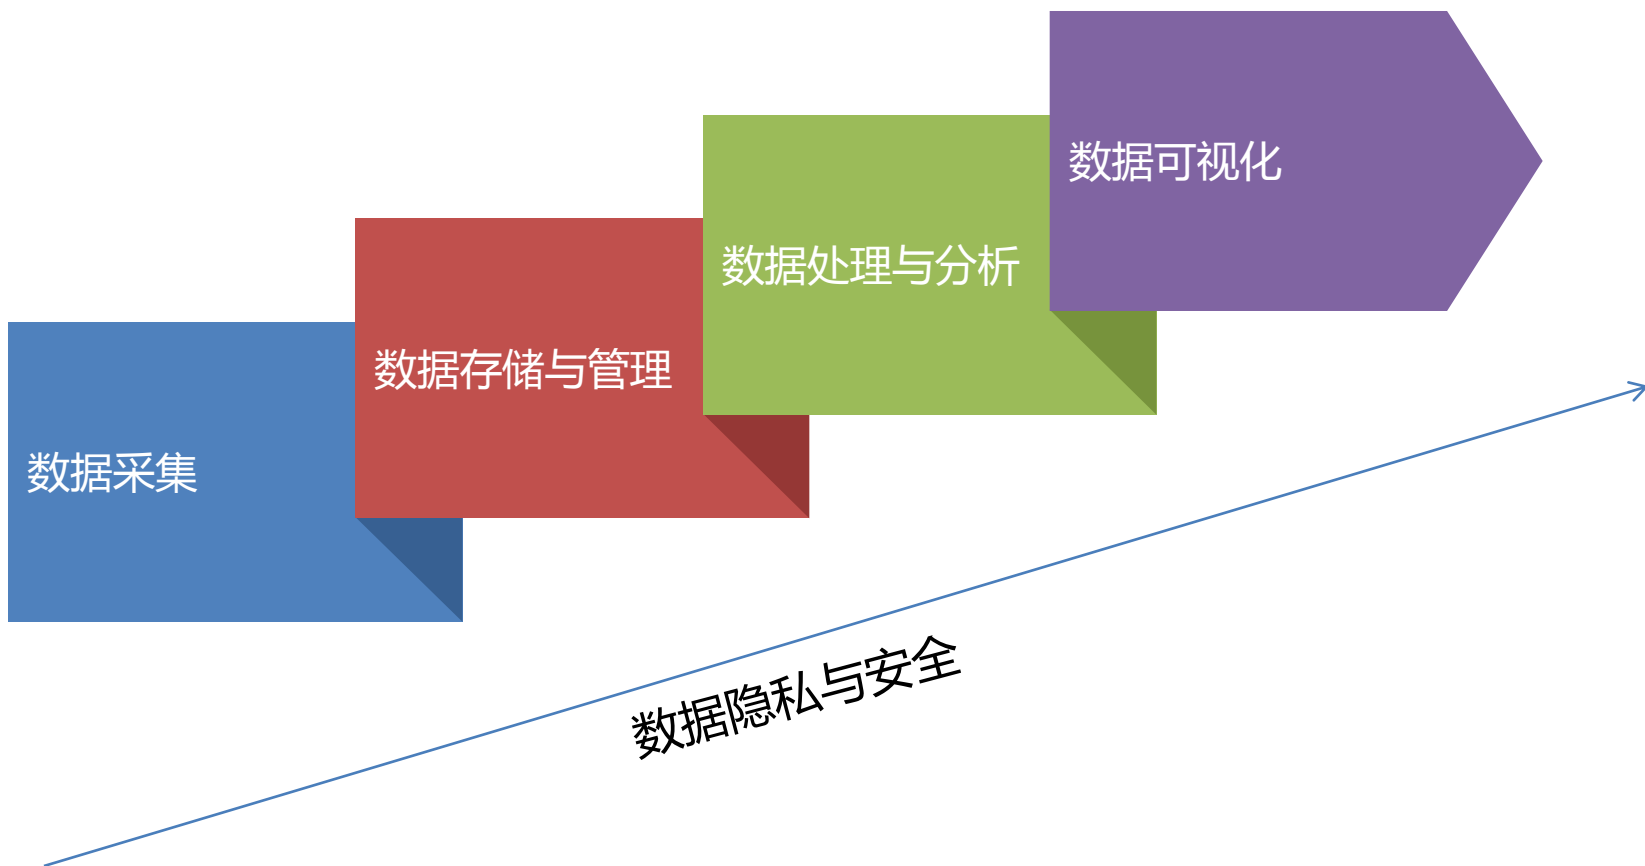 数据采集
数据存储与管理
数据处理与分析
数据可视化
数据隐私与安全